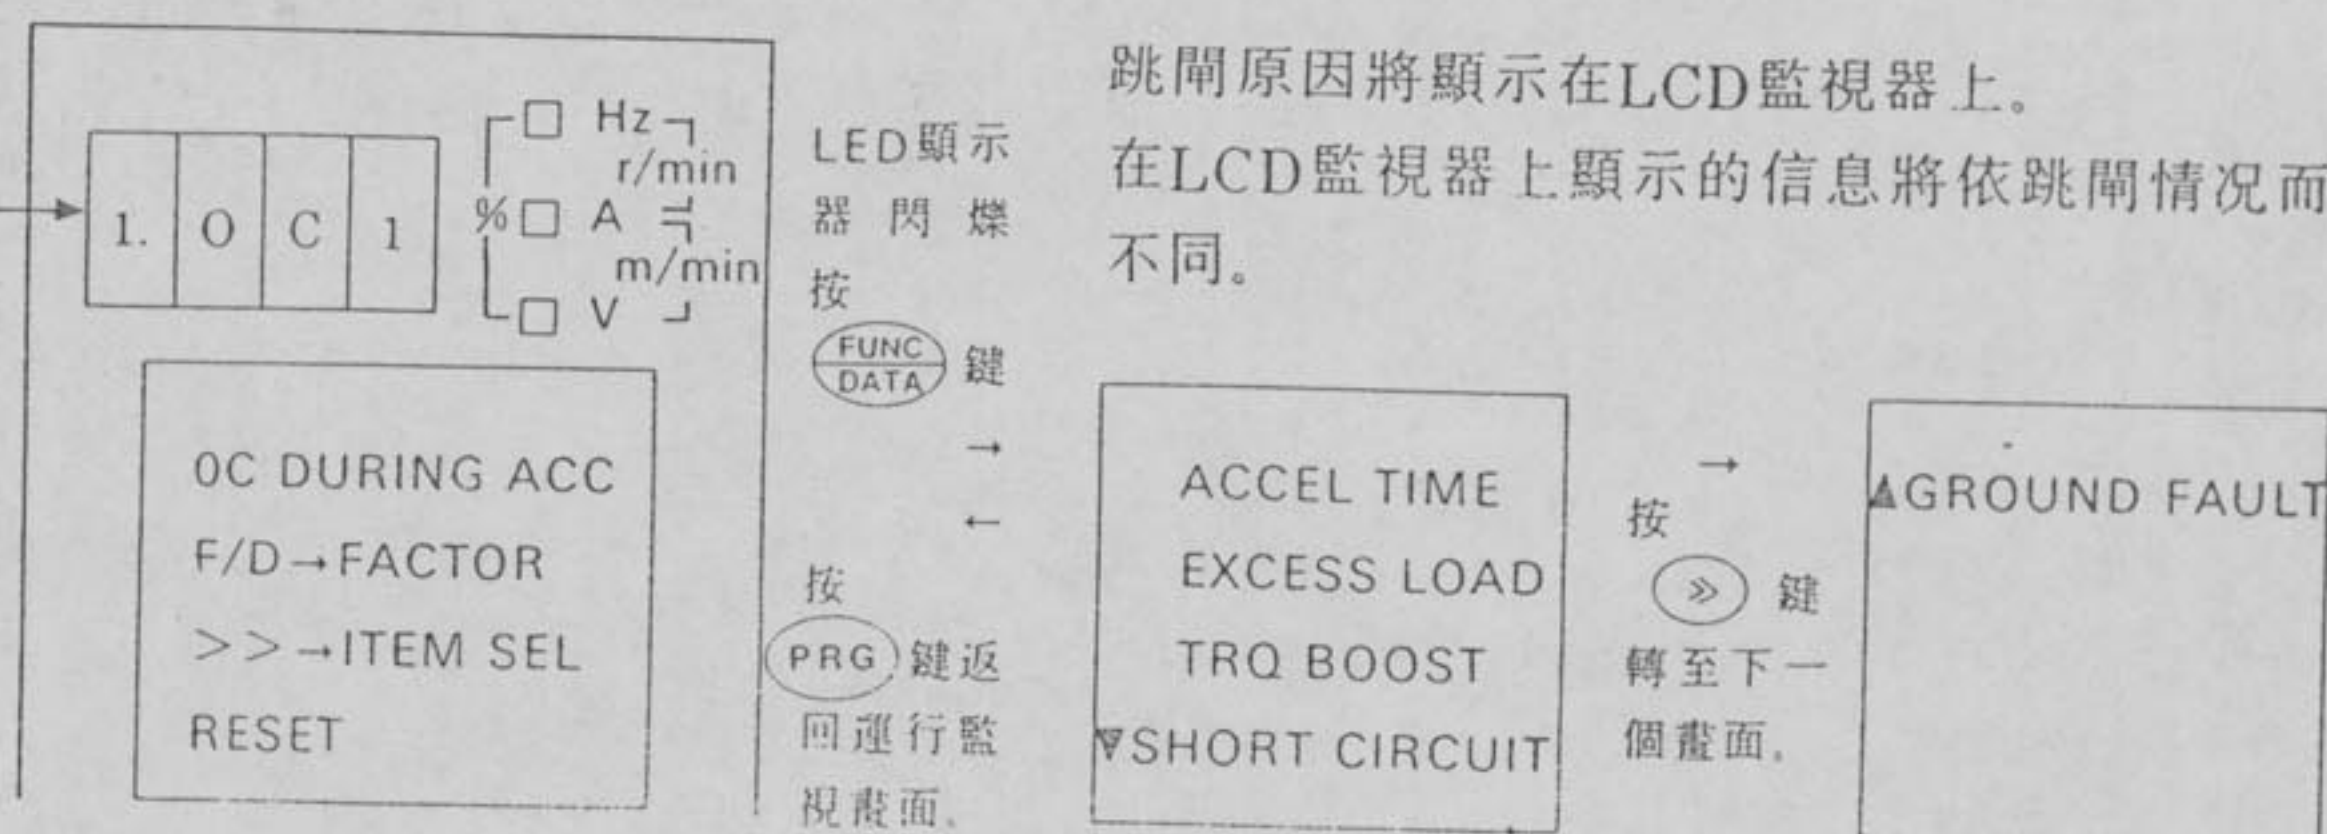 1. O C 1
Hz
r/min
% A
m/min
V
OC DURING ACC
F/D→FACTOR
>>→ITEM SEL
RESET
LED顯示
器閃爍
按
FUNC
DATA 鍵
→
←
按
PRG 鍵返
回運行監
視畫面。
跳閘原因將顯示在LCD監視器上。
在LCD監視器上顯示的信息將依跳閘情况而
不同。
ACCEL TIME
EXCESS LOAD
TRQ BOOST
▼SHORT CIRCUIT
→
按
≫ 鍵
轉至下一
個畫面。
▲GROUND FAULT